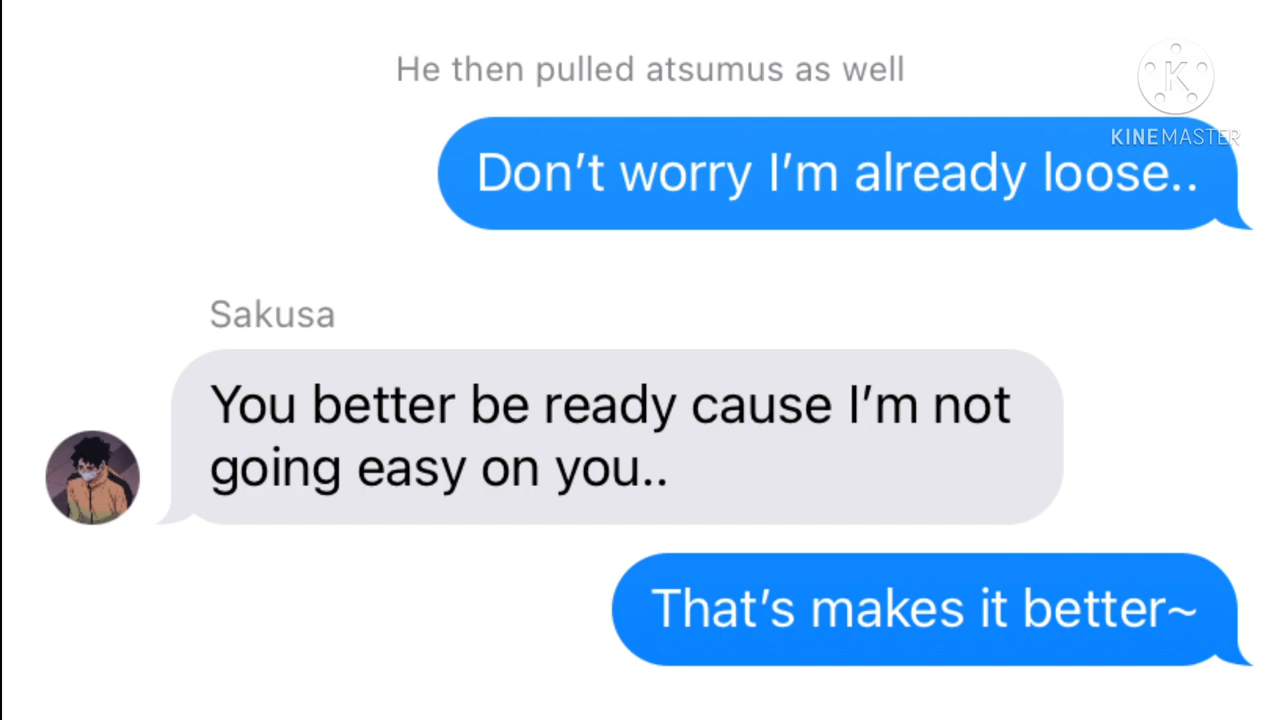 He then pulled atsumus as well
KINEMASTER
Don't worry I'm already loose..
Sakusa
You better be ready cause I'm not
going easy on you..
That's makes it better~